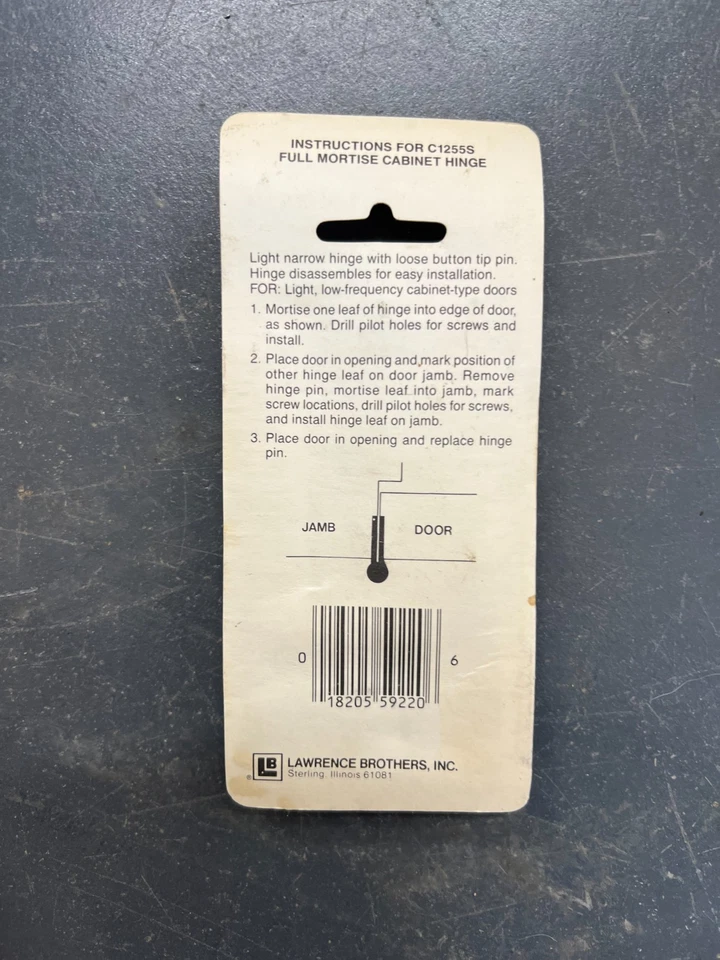 INSTRUCTIONS FOR C1255S
FULL MORTISE CABINET HINGE
Light narrow hinge with loose button tip pin.
Hinge disassembles for easy installation.
FOR: Light, low-frequency cabinet-type doors
1. Mortise one leaf of hinge into edge of door,
as shown. Drill pilot holes for screws and
install.
2. Place door in opening and mark position of
other hinge leaf on door jamb. Remove
hinge pin, mortise leaf into jamb, mark
screw locations, drill pilot holes for screws,
and install hinge leaf on jamb.
3. Place door in opening and replace hinge
pin.
JAMB DOOR
0 18205 59220 6
LB
® LAWRENCE BROTHERS, INC.
Sterling, Illinois 61081